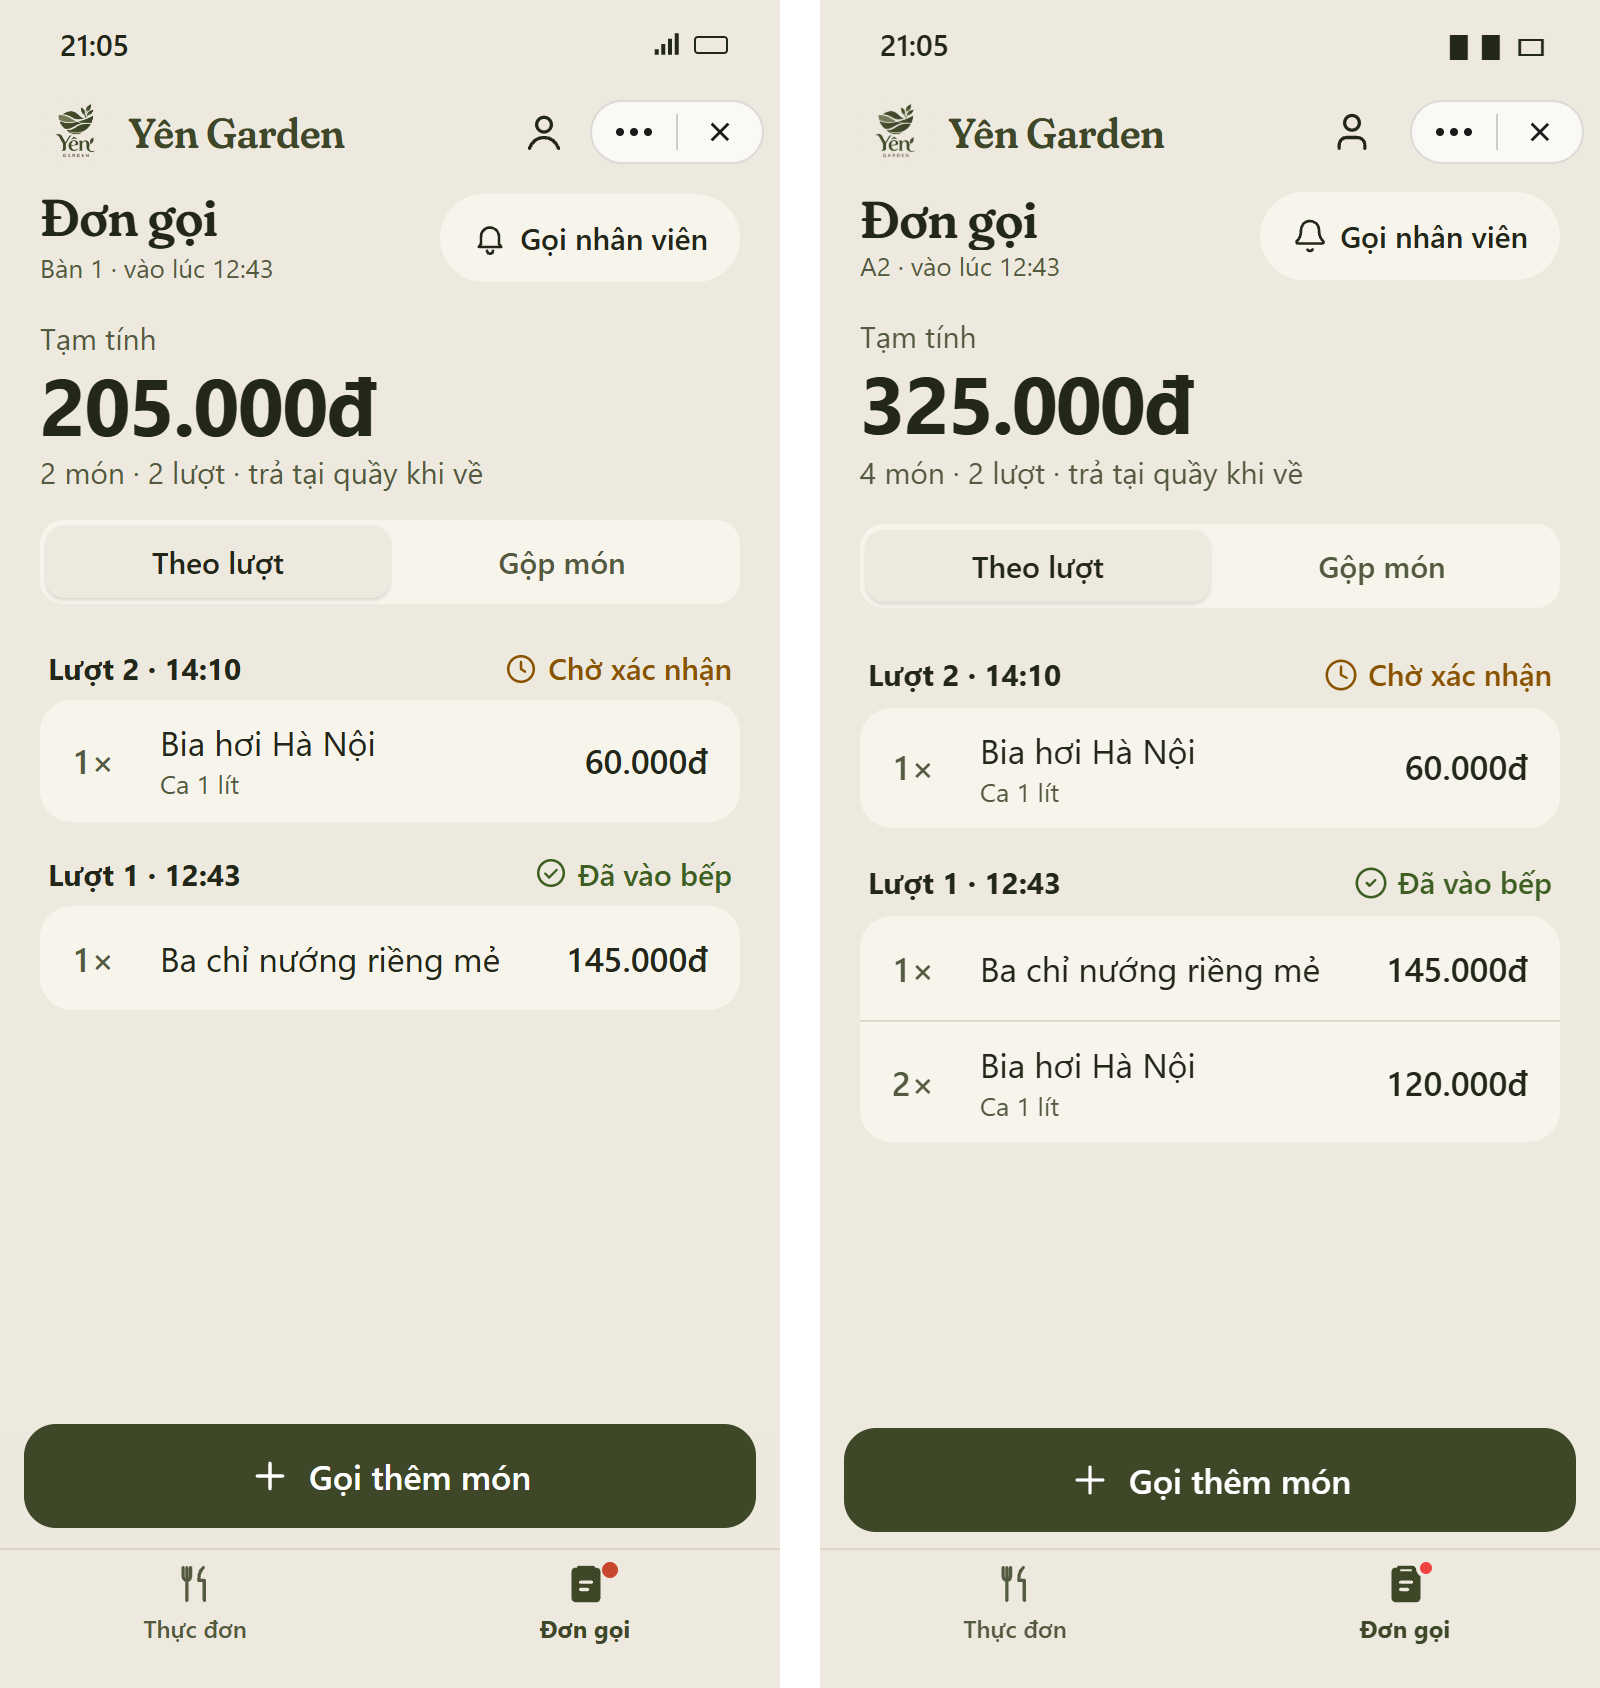 21:05
Yên
GARDEN
Yên Garden
Đơn gọi
Gọi nhân viên
Bàn 1 · vào lúc 12:43
Tạm tính
205.000đ
2 món · 2 lượt · trả tại quầy khi về
Theo lượt
Gộp món
Lượt 2 · 14:10
Chờ xác nhận
1×
Bia hơi Hà Nội
Ca 1 lít
60.000đ
Lượt 1 · 12:43
Đã vào bếp
1×
Ba chỉ nướng riềng mẻ
145.000đ
Gọi thêm món
Thực đơn
Đơn gọi
21:05
Yên
GARDEN
Yên Garden
Đơn gọi
Gọi nhân viên
A2 · vào lúc 12:43
Tạm tính
325.000đ
4 món · 2 lượt · trả tại quầy khi về
Theo lượt
Gộp món
Lượt 2 · 14:10
Chờ xác nhận
1×
Bia hơi Hà Nội
Ca 1 lít
60.000đ
Lượt 1 · 12:43
Đã vào bếp
1×
Ba chỉ nướng riềng mẻ
145.000đ
2×
Bia hơi Hà Nội
Ca 1 lít
120.000đ
Gọi thêm món
Thực đơn
Đơn gọi